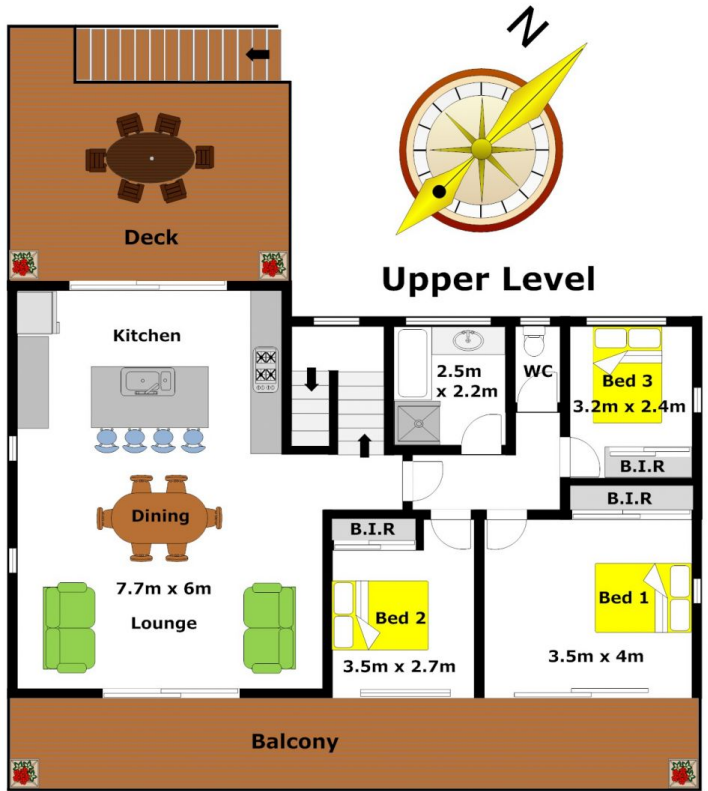 N
Deck
Upper Level
Kitchen
2.5m
x 2.2m
WC
Bed 3
3.2m x 2.4m
B.I.R
B.I.R
Dining
B.I.R
7.7m x 6m
Lounge
Bed 2
3.5m x 2.7m
Bed 1
3.5m x 4m
Balcony